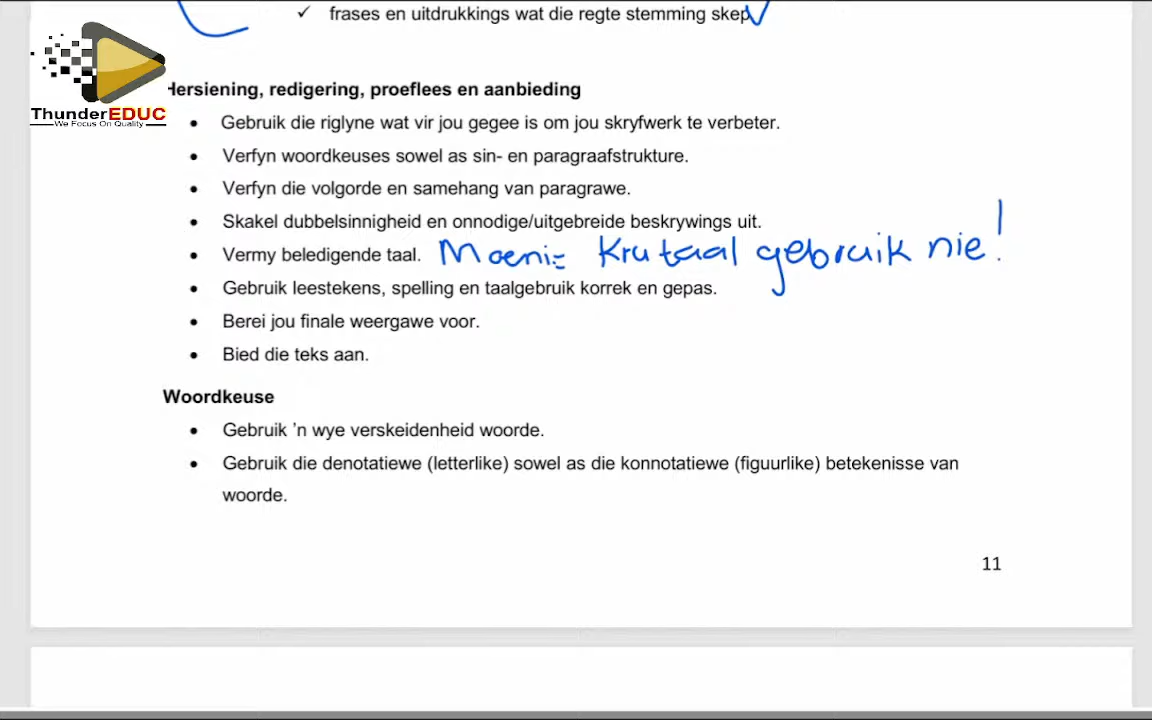 ✓ frases en uitdrukkings wat die regte stemming skep
ThunderEDUC
We Focus On Quality
Hersiening, redigering, proeflees en aanbieding
• Gebruik die riglyne wat vir jou gegee is om jou skryfwerk te verbeter.
• Verfyn woordkeuses sowel as sin- en paragraafstrukture.
• Verfyn die volgorde en samehang van paragrawe.
• Skakel dubbelsinnigheid en onnodige/uitgebreide beskrywings uit.
• Vermy beledigende taal. Moenie Krutaal gebruik nie!
• Gebruik leestekens, spelling en taalgebruik korrek en gepas.
• Berei jou finale weergawe voor.
• Bied die teks aan.
Woordkeuse
• Gebruik ’n wye verskeidenheid woorde.
• Gebruik die denotatiewe (letterlike) sowel as die konnotatiewe (figuurlike) betekenisse van
woorde.
11